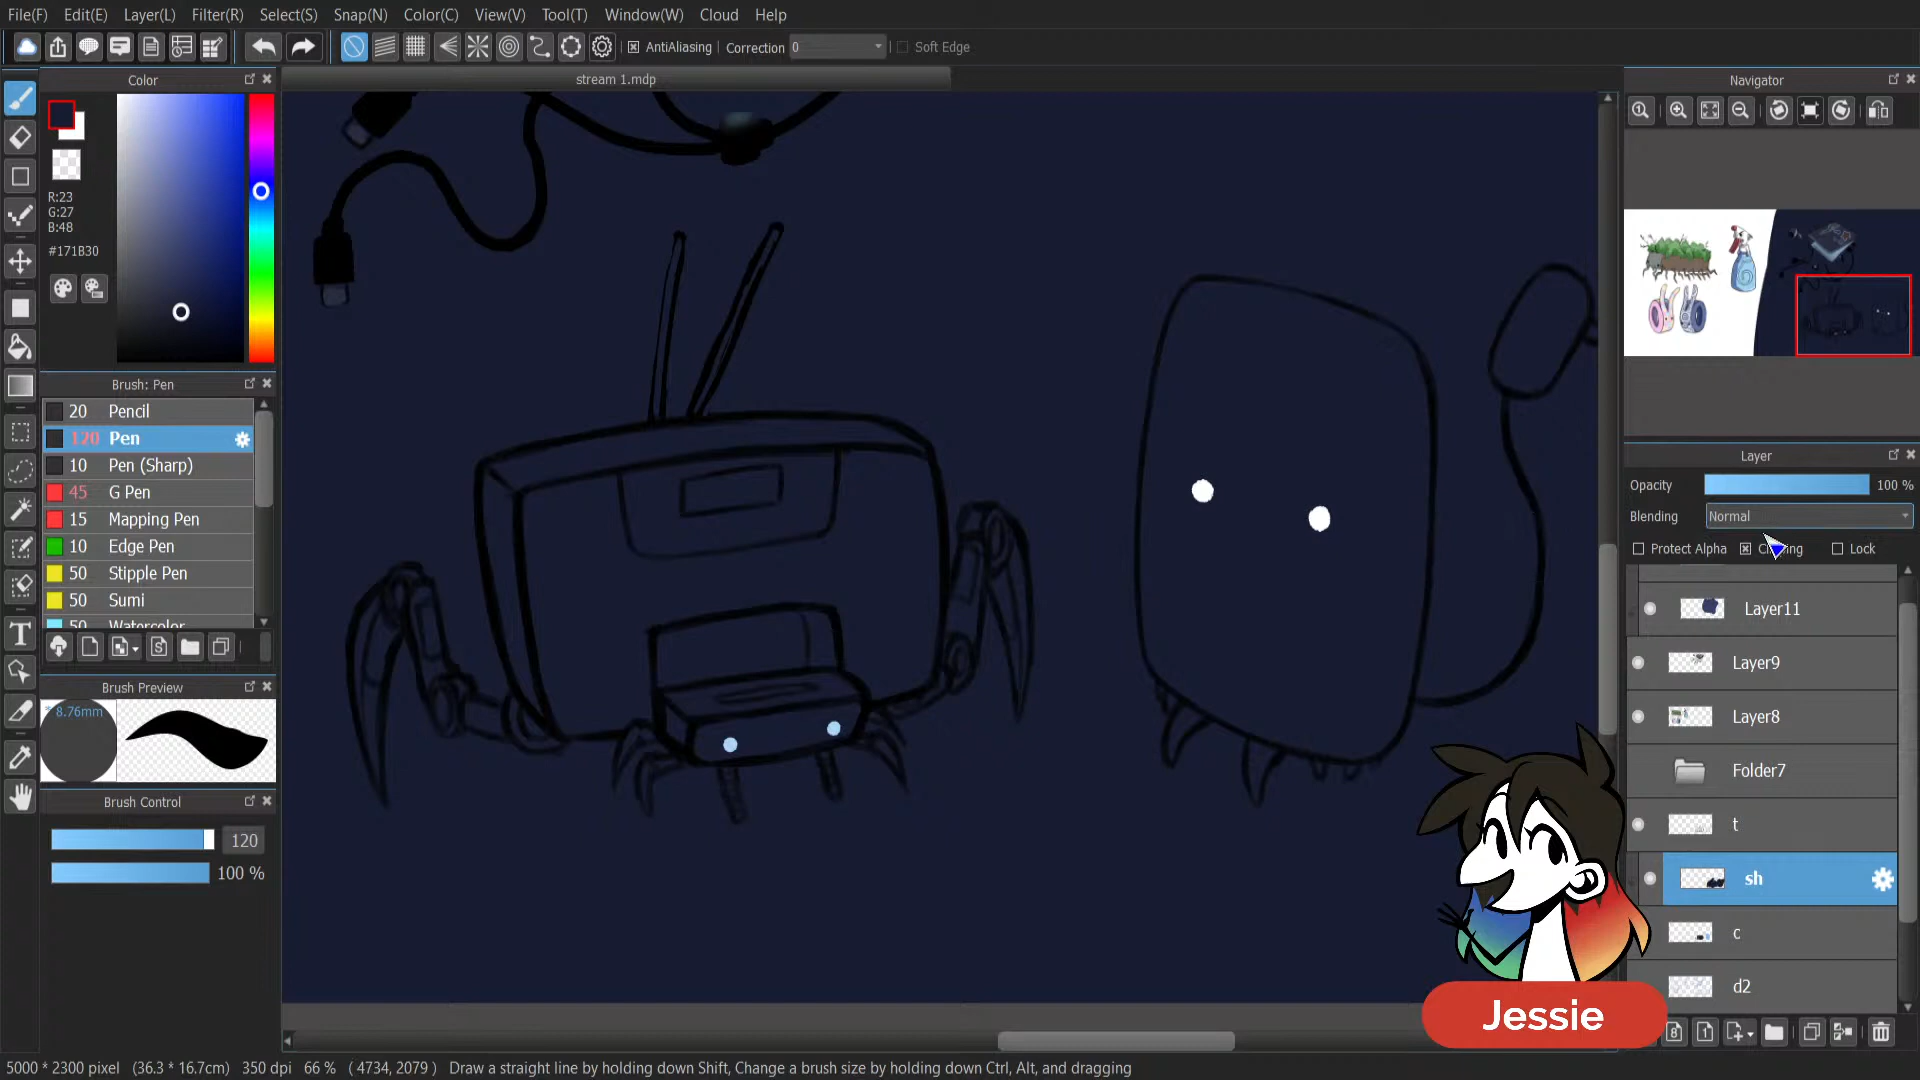 File(F) Edit(E) Layer(L) Filter(R) Select(S) Snap(N) Color(C) View(V) Tool(T) Window(W) Cloud Help
AntiAliasing Correction 0 Soft Edge
Color
stream 1.mdp
Navigator
R:23
G:27
B:48
#171B30
Brush: Pen
20 Pencil
120 Pen
10 Pen (Sharp)
45 G Pen
15 Mapping Pen
10 Edge Pen
50 Stipple Pen
50 Sumi
50 Watercolor
Brush Preview
* 8.76mm
Brush Control
120
100 %
Layer
Opacity 100 %
Blending Normal
Protect Alpha Lock
Layer11
Layer9
Layer8
Folder7
t
sh
c
d2
Jessie
5000 * 2300 pixel (36.3 * 16.7cm) 350 dpi 66 % ( 4734, 2079 ) Draw a straight line by holding down Shift, Change a brush size by holding down Ctrl, Alt, and dragging